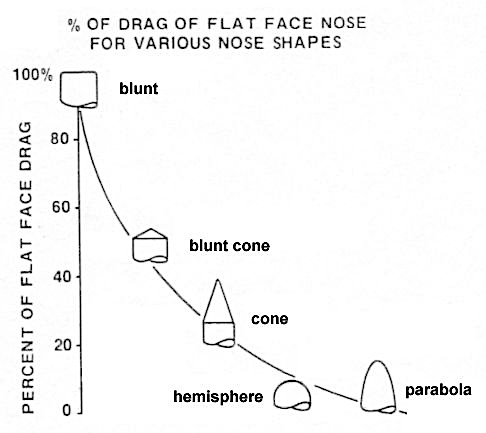 % OF DRAG OF FLAT FACE NOSE
FOR VARIOUS NOSE SHAPES
100%
blunt
80
60
blunt cone
40
cone
20
hemisphere
parabola
0
PERCENT OF FLAT FACE DRAG